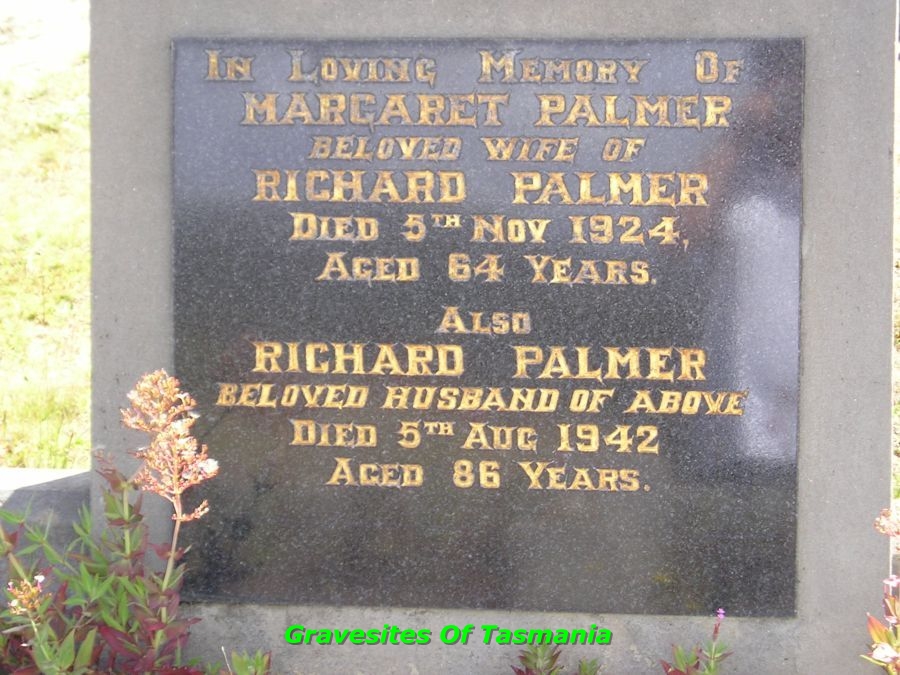 In Loving Memory Of
MARGARET PALMER
BELOVED WIFE OF
RICHARD PALMER
DIED 5TH NOV 1924,
AGED 64 YEARS.
ALSO
RICHARD PALMER
BELOVED HUSBAND OF ABOVE
DIED 5TH AUG 1942
AGED 86 YEARS.
Gravesites Of Tasmania